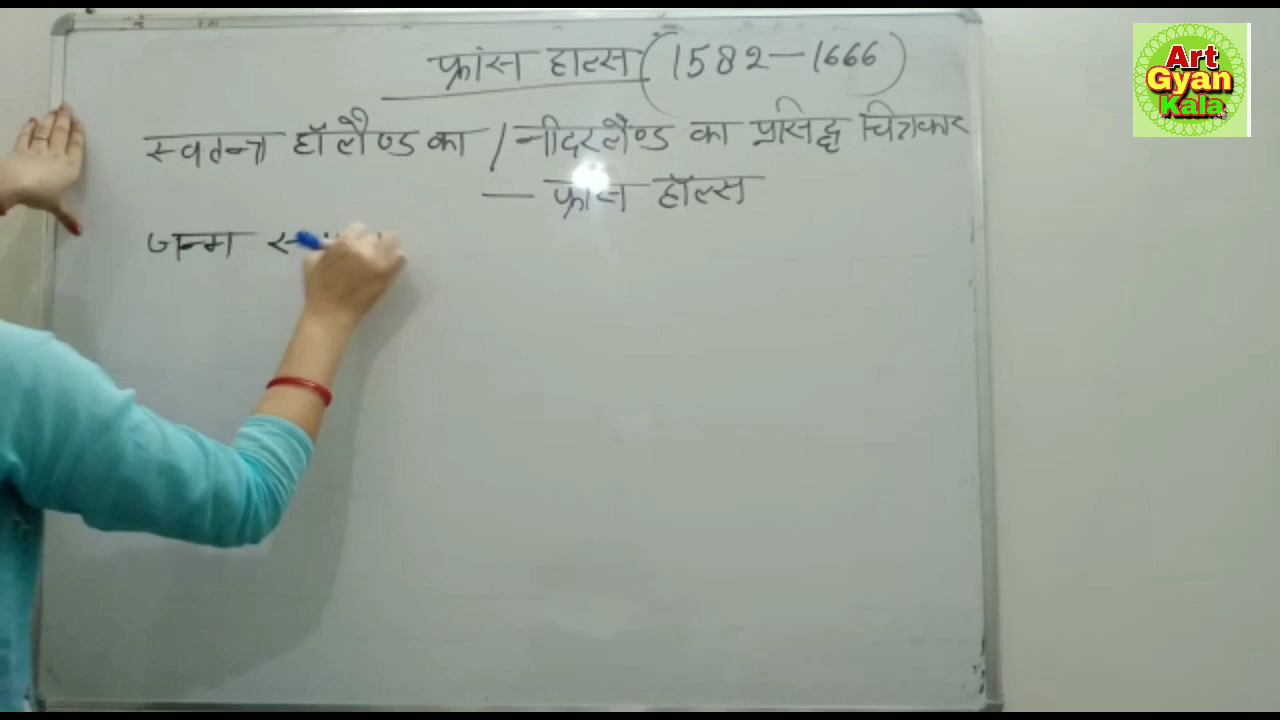 फ्रांस हाल्स (1582-1666)
स्वतन्त्र हॉलैण्ड का / नीदरलैण्ड का प्रसिद्ध चित्रकार
— फ्रांस हॉल्स
जन्म
Art
Gyan
Kala